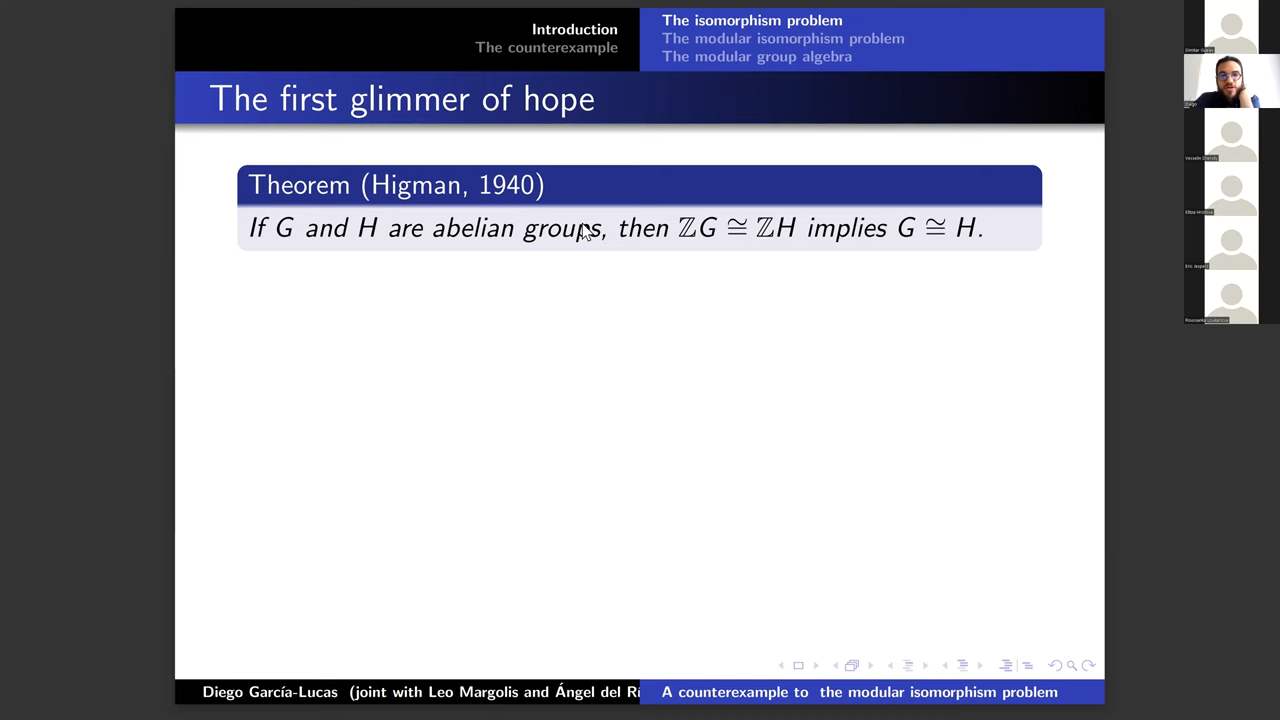 Introduction
The counterexample
The isomorphism problem
The modular isomorphism problem
The modular group algebra
The first glimmer of hope
Theorem (Higman, 1940)
If G and H are abelian groups, then ℤG ≅ ℤH implies G ≅ H.
Diego García-Lucas (joint with Leo Margolis and Ángel del Rí
A counterexample to the modular isomorphism problem
Diego